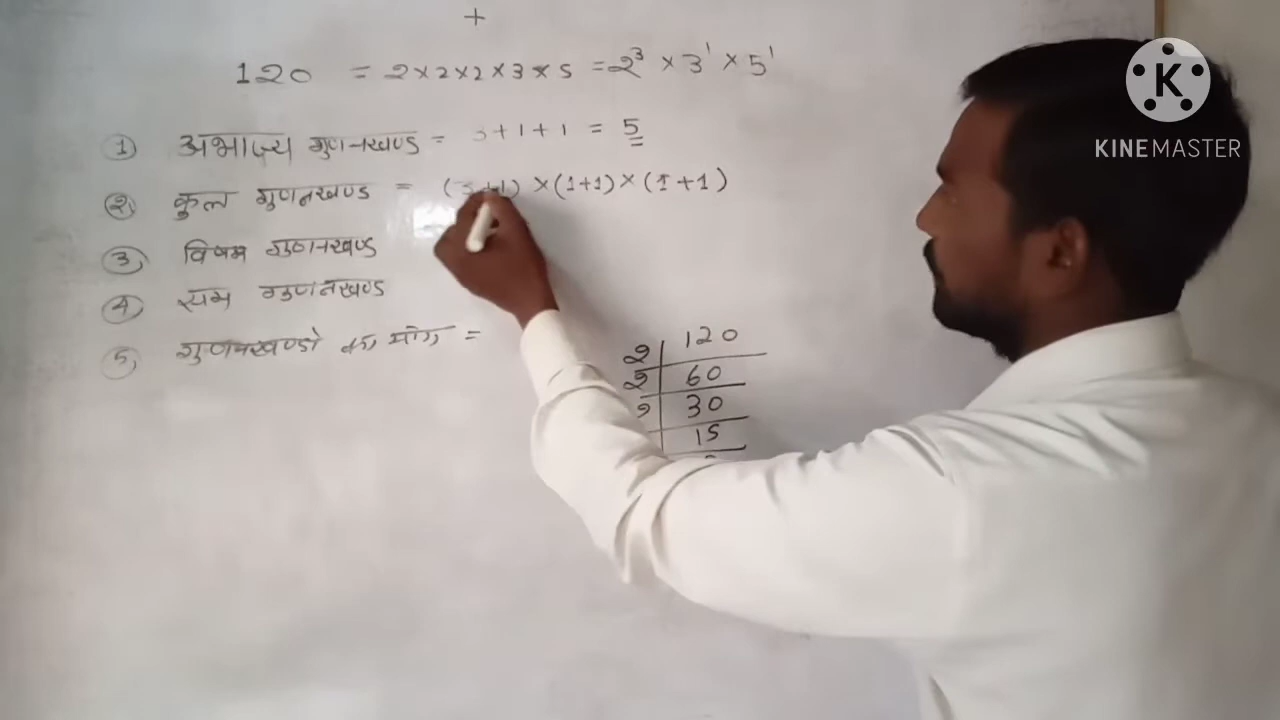 +
120 = 2×2×2×3×5 = 2³ × 3¹ × 5¹
① अभाज्य गुणनखण्ड = 3+1+1 = 5
② कुल गुणनखण्ड = (3+1) × (1+1) × (1+1)
③ विषम गुणनखण्ड
④ सम गुणनखण्ड
⑤ गुणनखण्डो का योग =
2 | 120
2 | 60
2 | 30
15
K
KINEMASTER